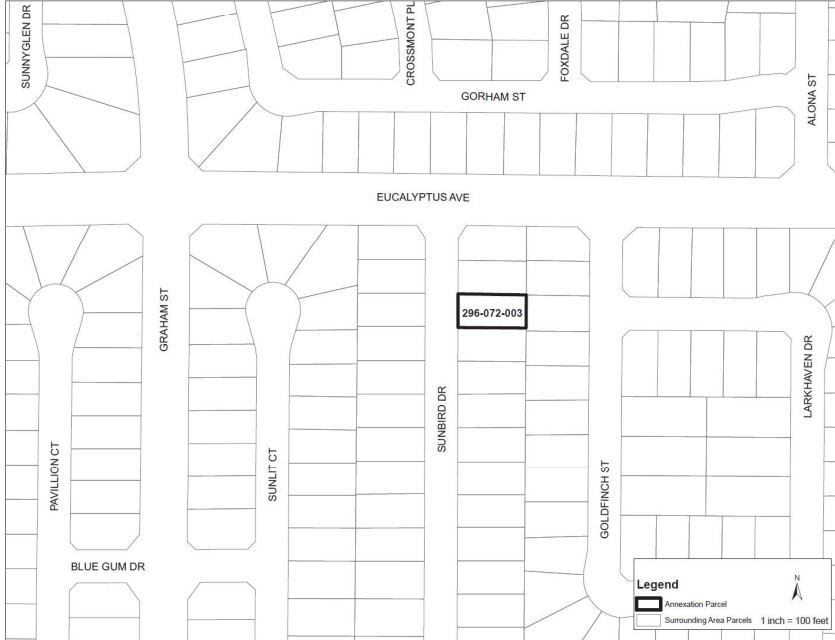 SUNNYGLEN DR
CROSSMONT PL
FOXDALE DR
ALONA ST
GORHAM ST
EUCALYPTUS AVE
GRAHAM ST
296-072-003
LARKHAVEN DR
SUNBIRD DR
PAVILLION CT
SUNLIT CT
GOLDFINCH ST
BLUE GUM DR
Legend
N
Annexation Parcel
Surrounding Area Parcels 1 inch = 100 feet